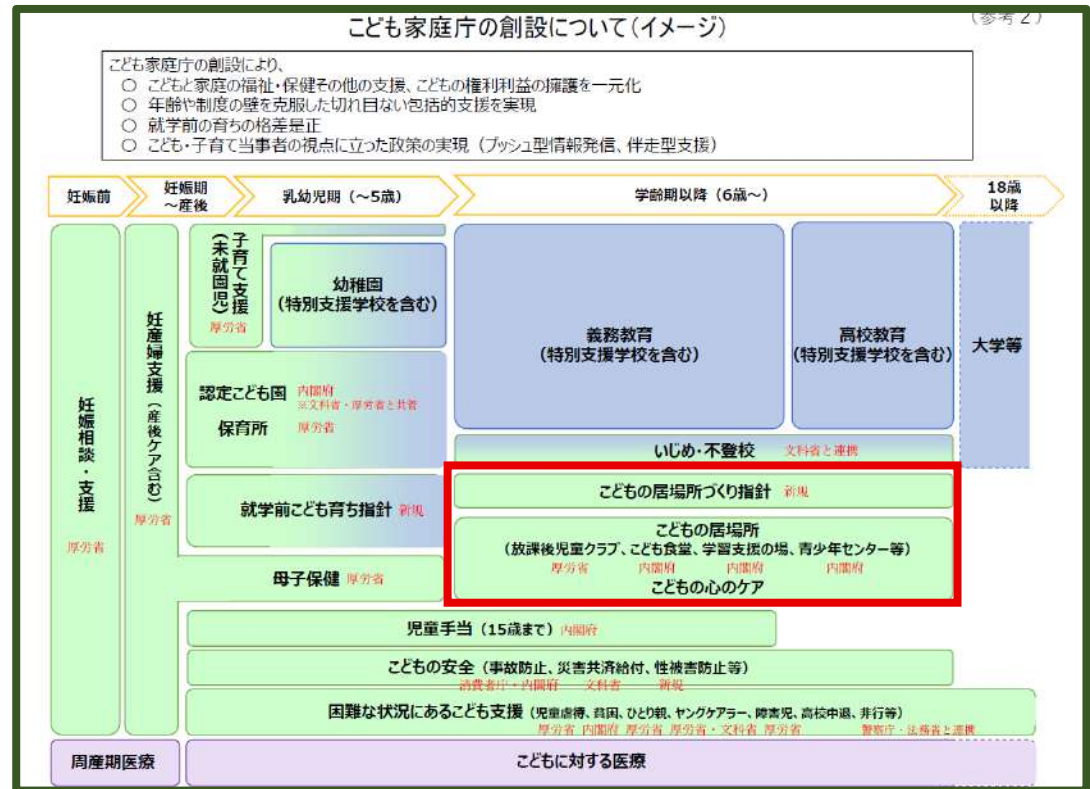 （参考２）
こども家庭庁の創設について(イメージ)
こども家庭庁の創設により、
○ こどもと家庭の福祉・保健その他の支援、こどもの権利利益の擁護を一元化
○ 年齢や制度の壁を克服した切れ目ない包括的支援を実現
○ 就学前の育ちの格差是正
○ こども・子育て当事者の視点に立った政策の実現（プッシュ型情報発信、伴走型支援）
妊娠前
妊娠期
～産後
乳幼児期（～5歳）
学齢期以降（6歳～）
18歳
以降
妊娠相談・支援
厚労省
妊産婦支援（産後ケア含む）
厚労省
子育て支援
（未就園児）
厚労省
幼稚園
（特別支援学校を含む）
認定こども園 内閣府
※文科省・厚労省と共管
保育所 厚労省
就学前こども育ち指針 新規
母子保健 厚労省
義務教育
（特別支援学校を含む）
高校教育
（特別支援学校を含む）
大学等
いじめ・不登校 文科省と連携
こどもの居場所づくり指針 新規
こどもの居場所
（放課後児童クラブ、こども食堂、学習支援の場、青少年センター等）
厚労省 内閣府 内閣府 内閣府
こどもの心のケア
児童手当（15歳まで）内閣府
こどもの安全（事故防止、災害共済給付、性被害防止等）
消費者庁・内閣府 文科省 新規
困難な状況にあるこども支援（児童虐待、貧困、ひとり親、ヤングケアラー、障害児、高校中退、非行等）
厚労省 内閣府 厚労省 厚労省・文科省 厚労省 警察庁・法務省と連携
周産期医療
こどもに対する医療